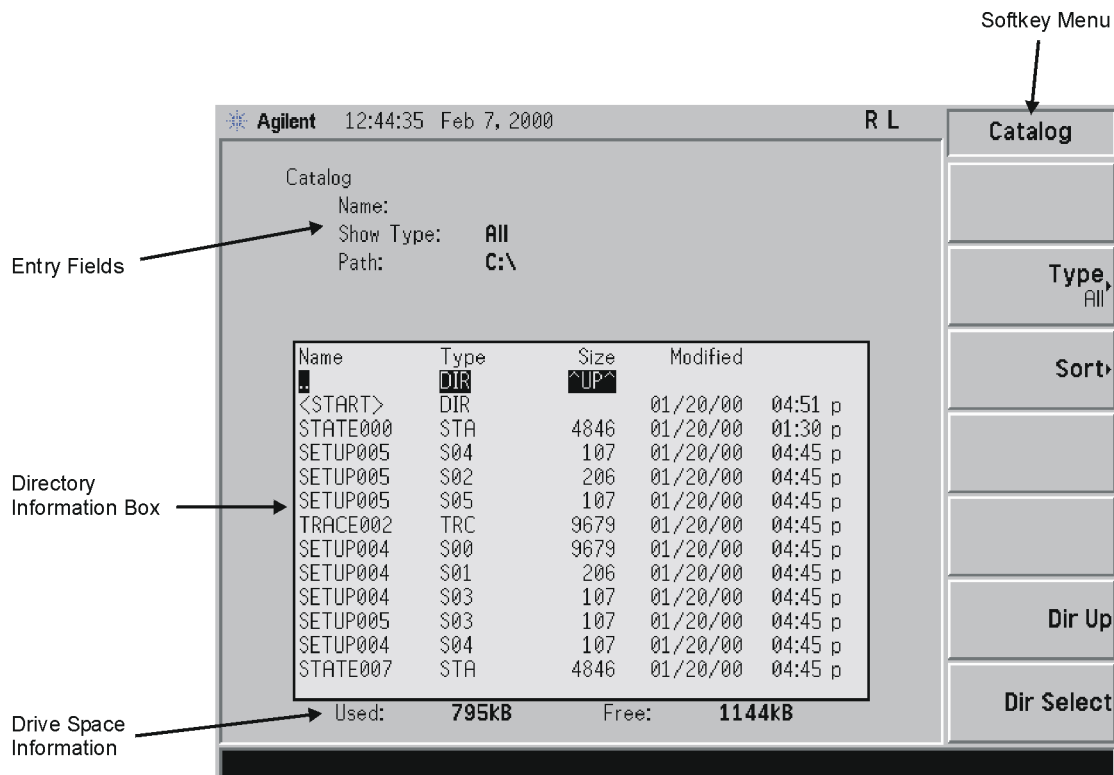 Softkey Menu
Agilent 12:44:35 Feb 7, 2000 R L
Catalog
Catalog
Name:
Show Type: All
Path: C:\
Entry Fields
Type
All
Sort
Dir Up
Dir Select
Name Type Size Modified
.. DIR ^UP^
<START> DIR 01/20/00 04:51 p
STATE000 STA 4846 01/20/00 01:30 p
SETUP005 S04 107 01/20/00 04:45 p
SETUP005 S02 206 01/20/00 04:45 p
SETUP005 S05 107 01/20/00 04:45 p
TRACE002 TRC 9679 01/20/00 04:45 p
SETUP004 S00 9679 01/20/00 04:45 p
SETUP004 S01 206 01/20/00 04:45 p
SETUP004 S03 107 01/20/00 04:45 p
SETUP005 S03 107 01/20/00 04:45 p
SETUP004 S04 107 01/20/00 04:45 p
STATE007 STA 4846 01/20/00 04:45 p
Directory
Information Box
Used: 795kB Free: 1144kB
Drive Space
Information